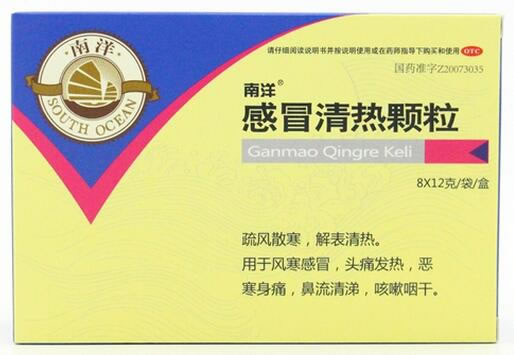 南洋
SOUTH OCEAN
请仔细阅读说明书并按说明使用或在药师指导下购买和使用 OTC
国药准字Z20073035
南洋®
感冒清热颗粒
Ganmao Qingre Keli
8X12克/袋/盒
疏风散寒，解表清热。
用于风寒感冒，头痛发热，恶
寒身痛，鼻流清涕，咳嗽咽干。